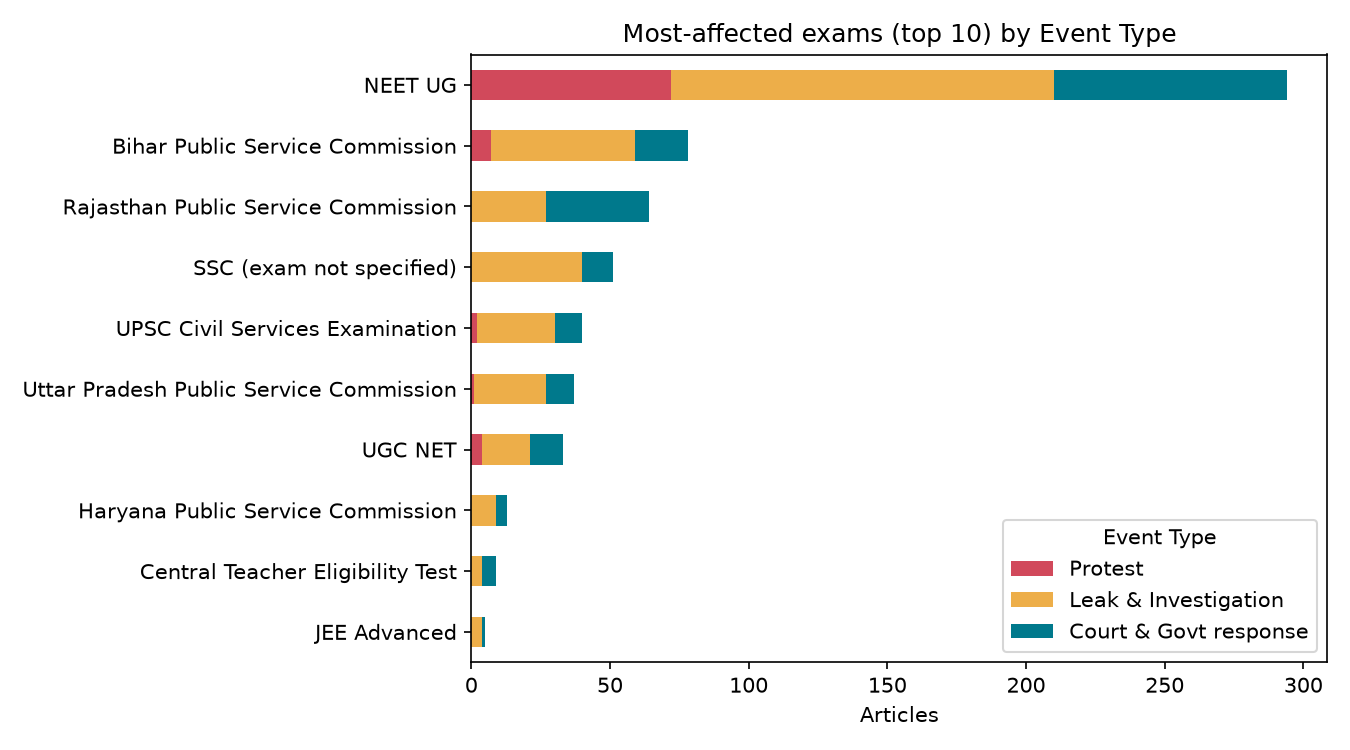 Most-affected exams (top 10) by Event Type
NEET UG
Bihar Public Service Commission
Rajasthan Public Service Commission
SSC (exam not specified)
UPSC Civil Services Examination
Uttar Pradesh Public Service Commission
UGC NET
Haryana Public Service Commission
Central Teacher Eligibility Test
JEE Advanced
Event Type
Protest
Leak & Investigation
Court & Govt response
0 50 100 150 200 250 300
Articles